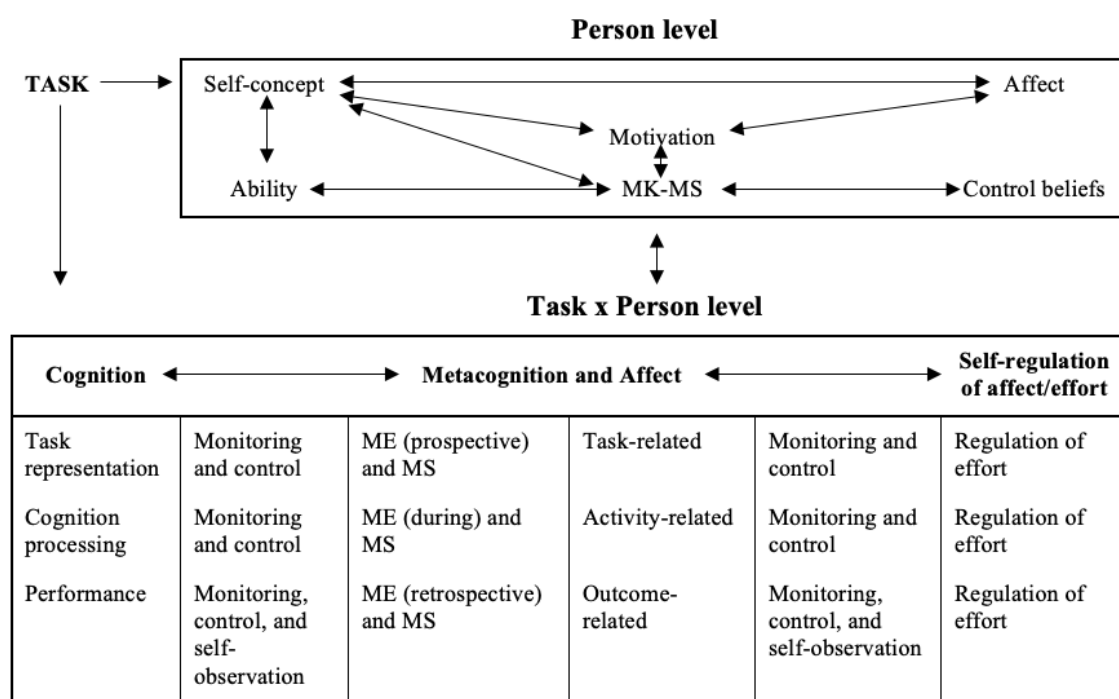 Person level
TASK
Self-concept
Affect
Motivation
Ability
MK-MS
Control beliefs
Task x Person level
Cognition
Metacognition and Affect
Self-regulation
of affect/effort
Task
representation
Monitoring
and control
ME (prospective)
and MS
Task-related
Monitoring and
control
Regulation of
effort
Cognition
processing
Monitoring
and control
ME (during) and
MS
Activity-related
Monitoring and
control
Regulation of
effort
Performance
Monitoring,
control, and
self-
observation
ME (retrospective)
and MS
Outcome-
related
Monitoring,
control, and
self-observation
Regulation of
effort